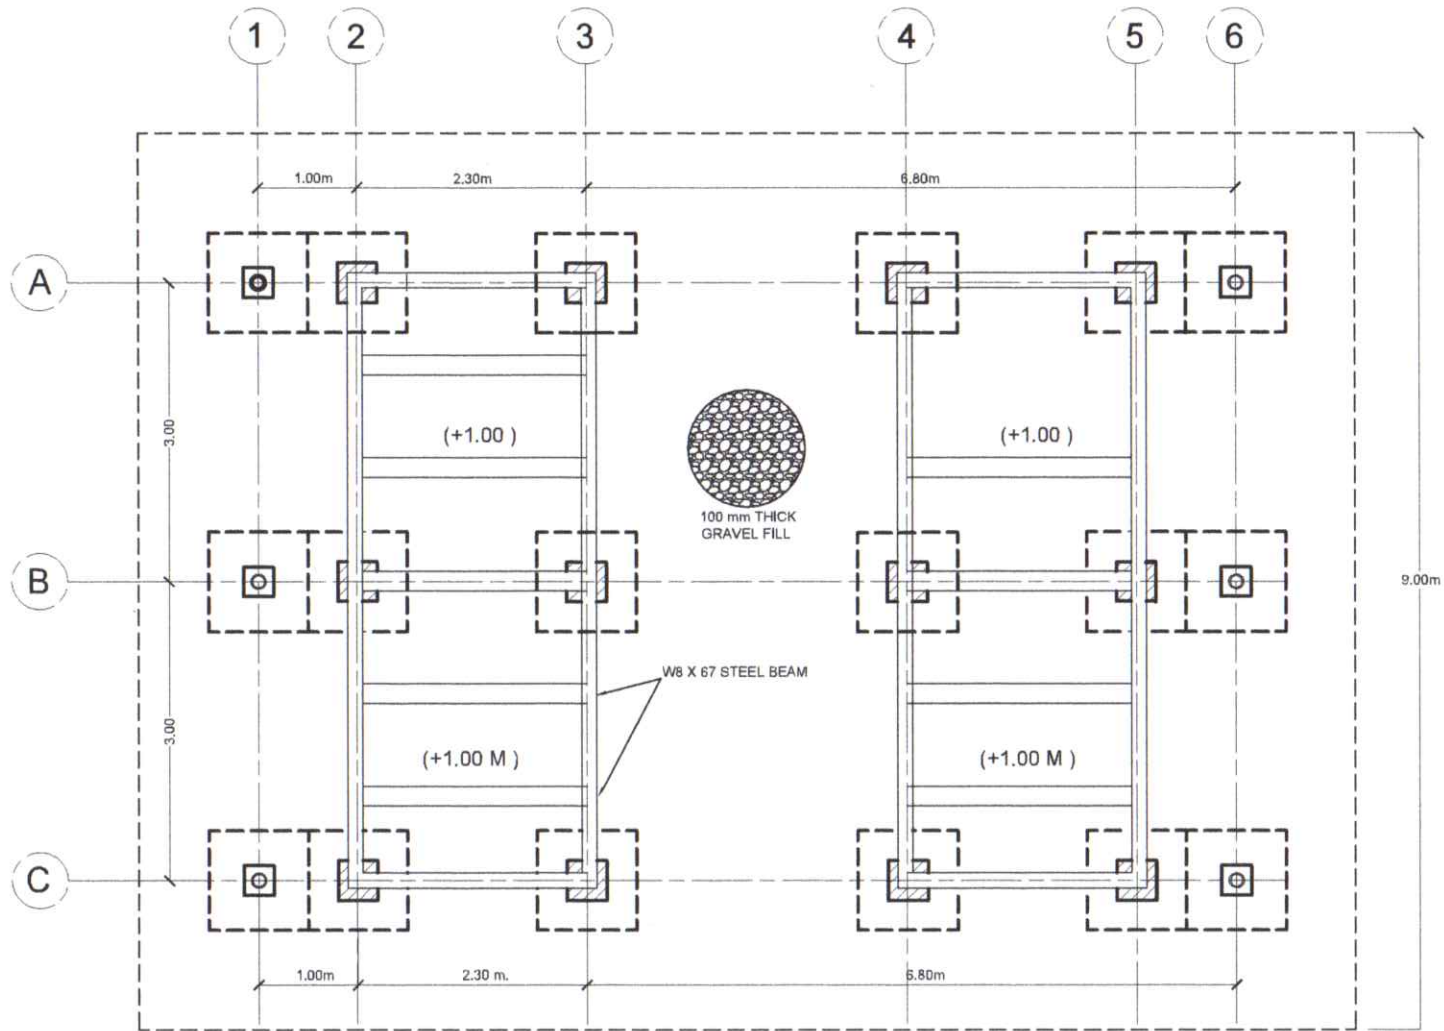 1 2 3 4 5 6
1.00m 2.30m 6.80m
A
3.00
(+1.00 ) (+1.00 )
100 mm THICK
GRAVEL FILL
B
9.00m
W8 X 67 STEEL BEAM
3.00
(+1.00 M ) (+1.00 M )
C
1.00m 2.30 m. 6.80m